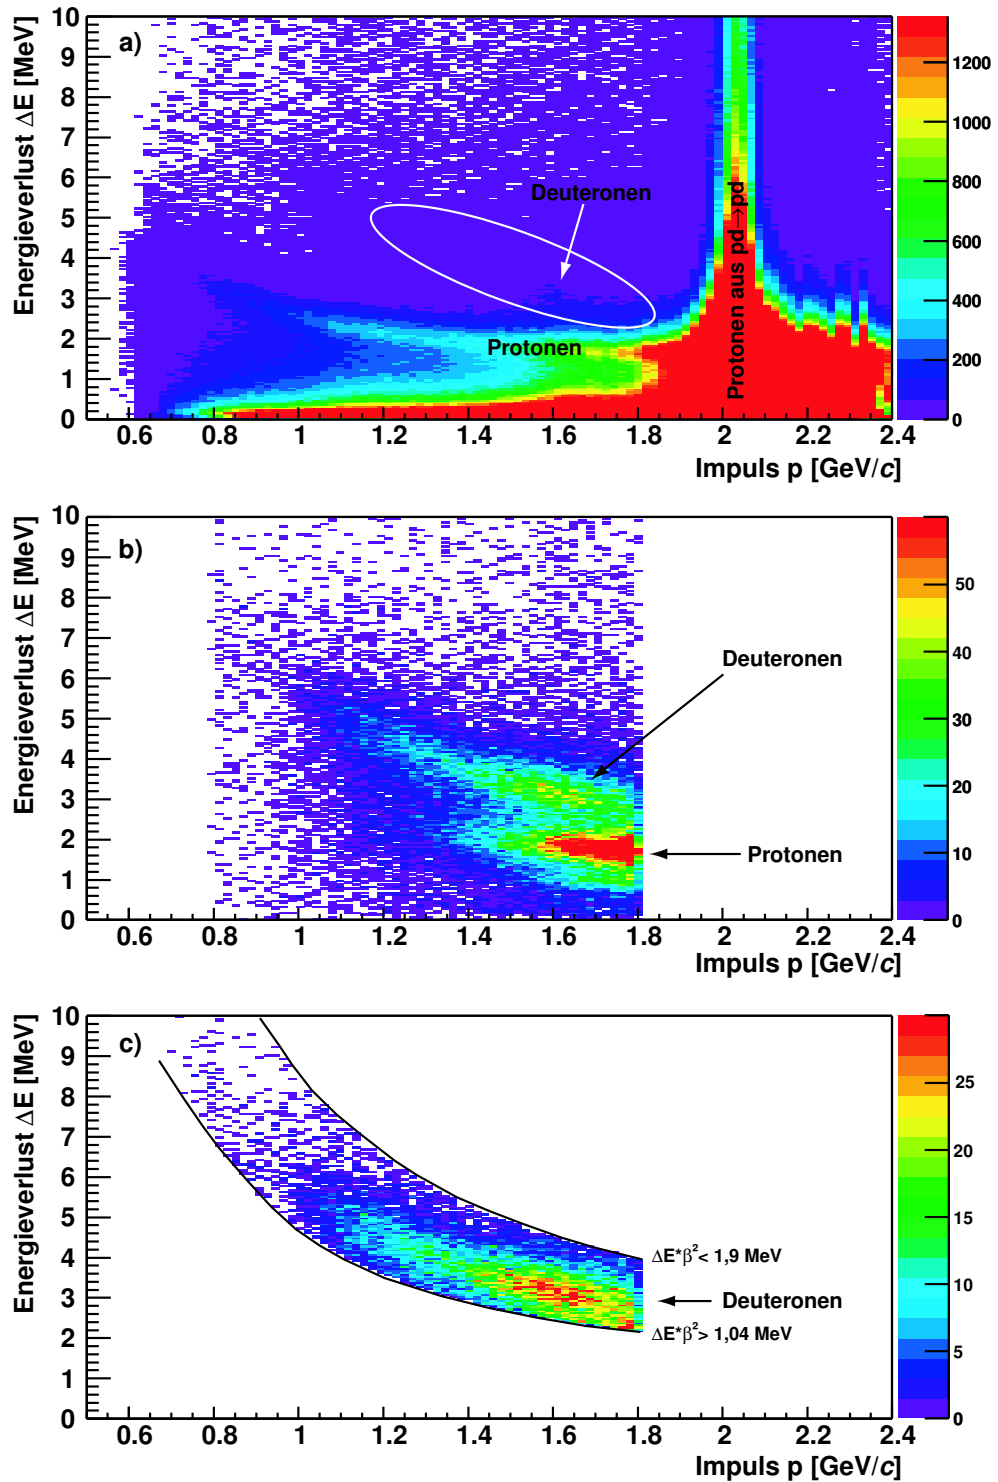 a)
Energieverlust ΔE [MeV]
10
9
8
7
6
5
4
3
2
1
0
Deuteronen
Protonen
Protonen aus pd→pd
1200
1000
800
600
400
200
0
0.6 0.8 1 1.2 1.4 1.6 1.8 2 2.2 2.4
Impuls p [GeV/c]
b)
Energieverlust ΔE [MeV]
10
9
8
7
6
5
4
3
2
1
0
Deuteronen
Protonen
50
40
30
20
10
0
0.6 0.8 1 1.2 1.4 1.6 1.8 2 2.2 2.4
Impuls p [GeV/c]
c)
Energieverlust ΔE [MeV]
10
9
8
7
6
5
4
3
2
1
0
ΔE*β²< 1,9 MeV
Deuteronen
ΔE*β²> 1,04 MeV
25
20
15
10
5
0
0.6 0.8 1 1.2 1.4 1.6 1.8 2 2.2 2.4
Impuls p [GeV/c]